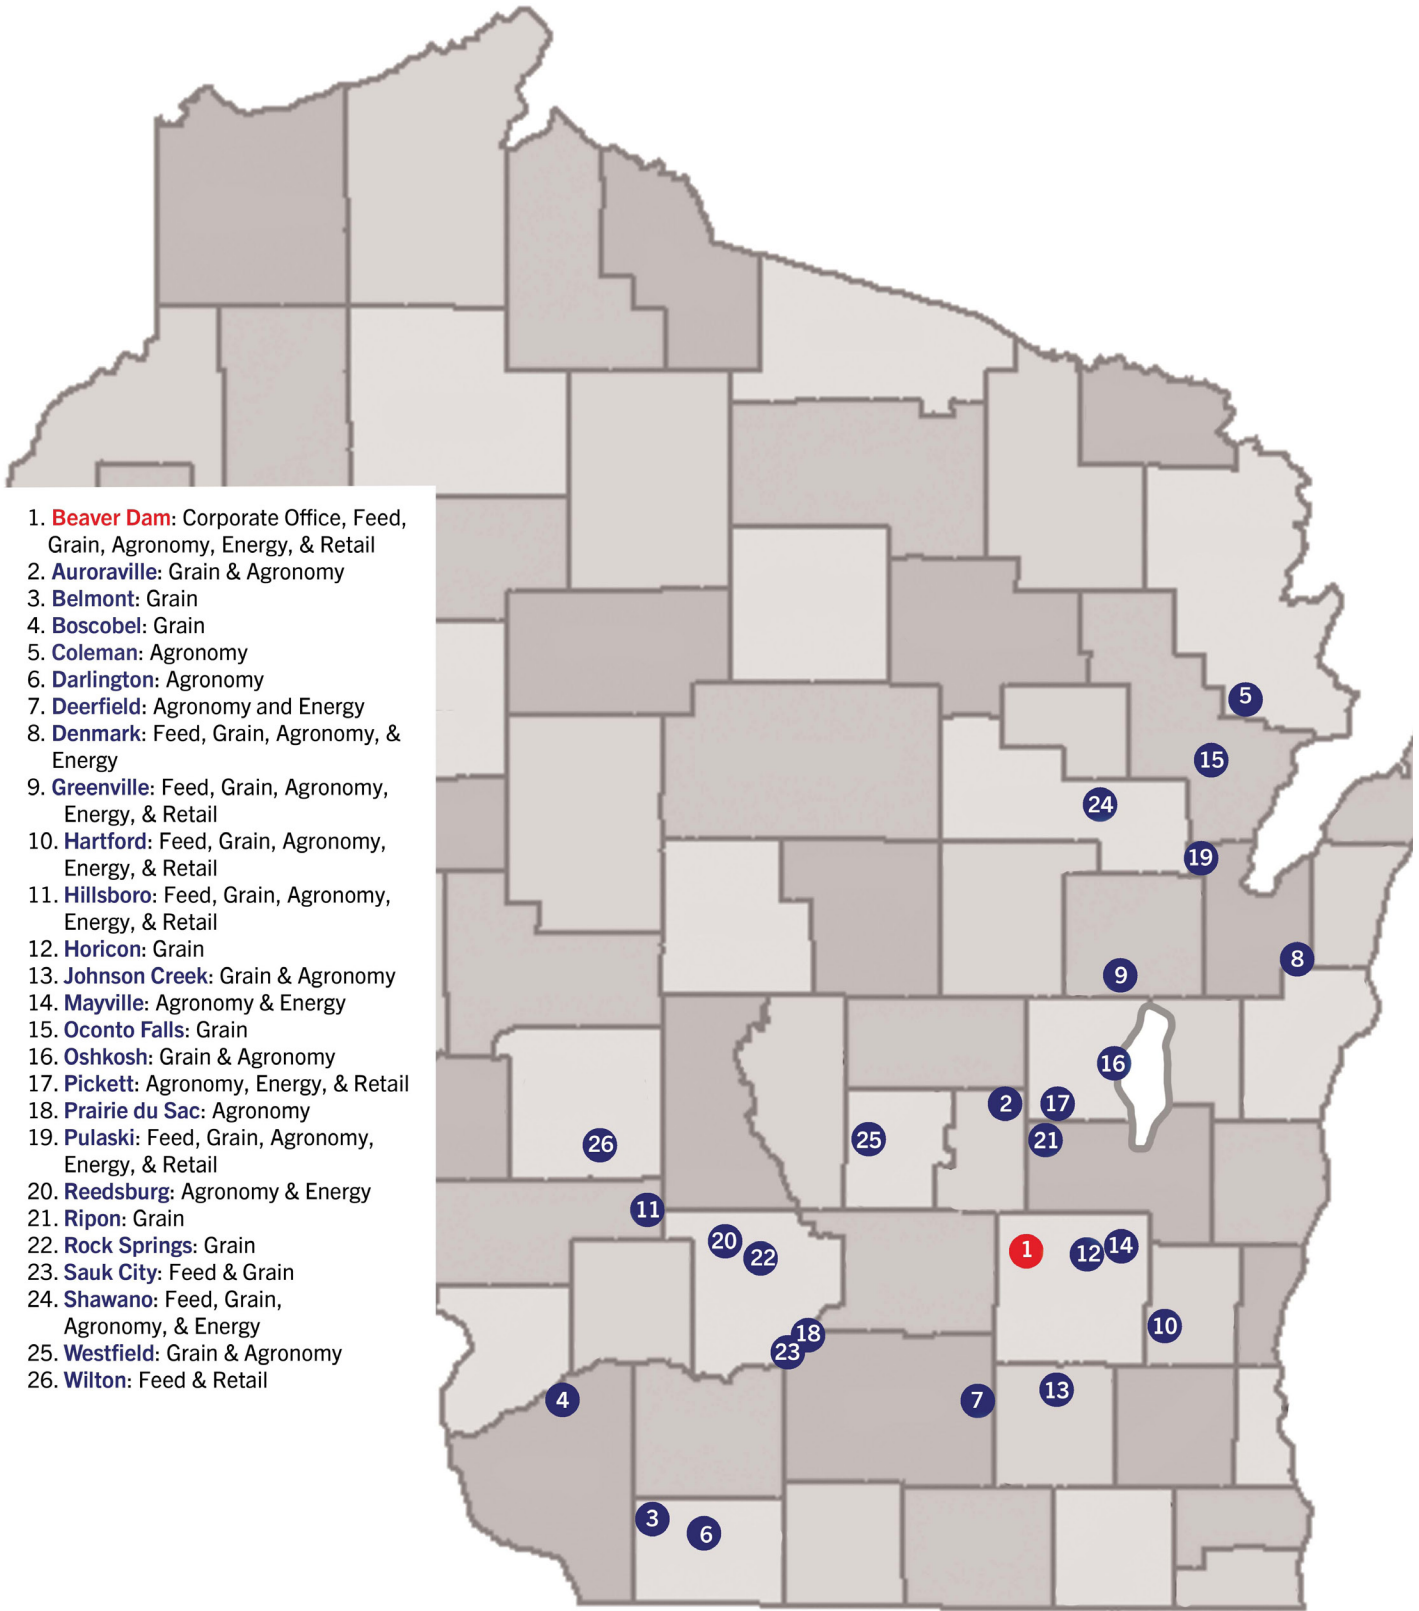 1. Beaver Dam: Corporate Office, Feed,
Grain, Agronomy, Energy, & Retail
2. Auroraville: Grain & Agronomy
3. Belmont: Grain
4. Boscobel: Grain
5. Coleman: Agronomy
6. Darlington: Agronomy
7. Deerfield: Agronomy and Energy
8. Denmark: Feed, Grain, Agronomy, &
Energy
9. Greenville: Feed, Grain, Agronomy,
Energy, & Retail
10. Hartford: Feed, Grain, Agronomy,
Energy, & Retail
11. Hillsboro: Feed, Grain, Agronomy,
Energy, & Retail
12. Horicon: Grain
13. Johnson Creek: Grain & Agronomy
14. Mayville: Agronomy & Energy
15. Oconto Falls: Grain
16. Oshkosh: Grain & Agronomy
17. Pickett: Agronomy, Energy, & Retail
18. Prairie du Sac: Agronomy
19. Pulaski: Feed, Grain, Agronomy,
Energy, & Retail
20. Reedsburg: Agronomy & Energy
21. Ripon: Grain
22. Rock Springs: Grain
23. Sauk City: Feed & Grain
24. Shawano: Feed, Grain,
Agronomy, & Energy
25. Westfield: Grain & Agronomy
26. Wilton: Feed & Retail
5
15
24
19
8
9
16
2
17
25
21
26
11
20
22
1
12
14
10
18
23
13
4
7
3
6